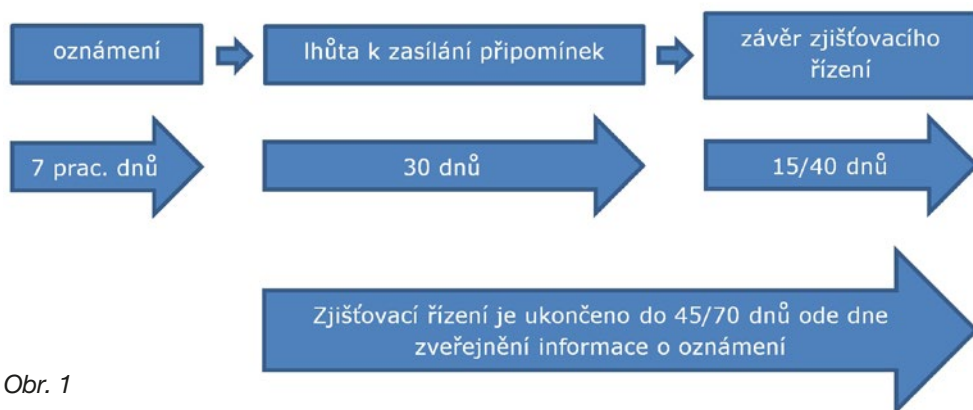 oznámení
lhůta k zasílání připomínek
závěr zjišťovacího
řízení
7 prac. dnů
30 dnů
15/40 dnů
Zjišťovací řízení je ukončeno do 45/70 dnů ode dne
zveřejnění informace o oznámení
Obr. 1